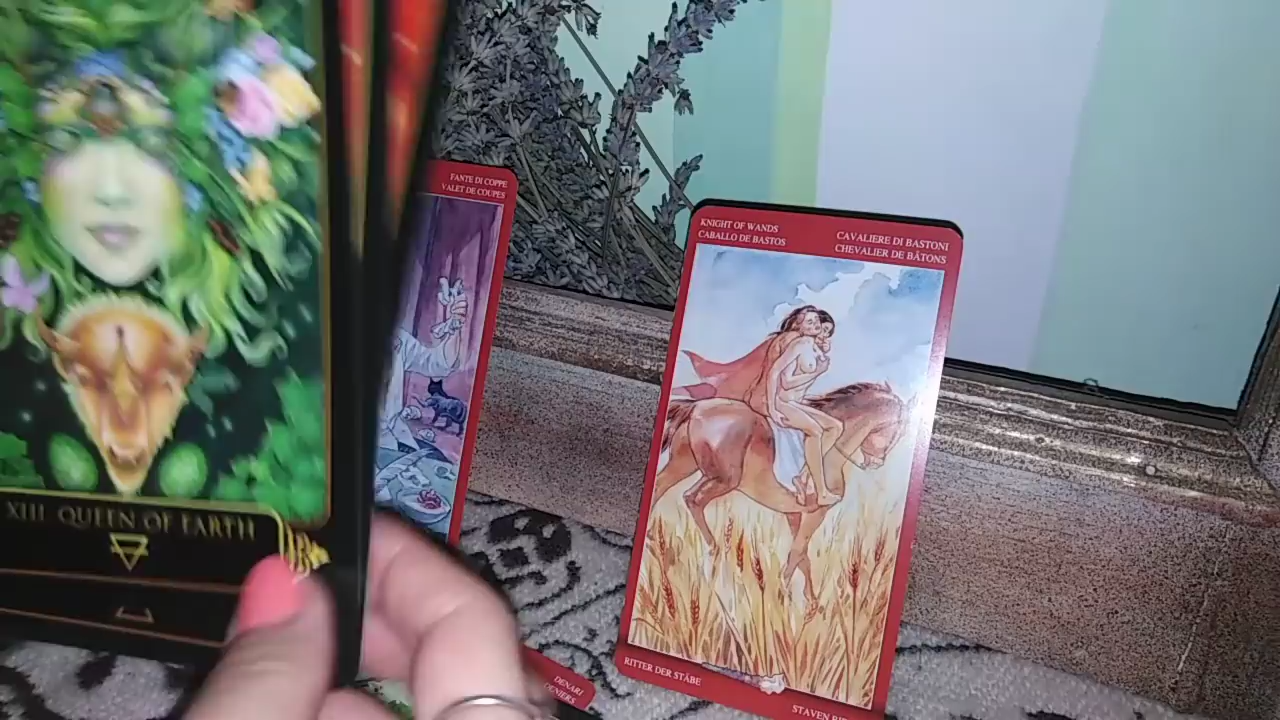 FANTE DI COPPE
VALET DE COUPES
KNIGHT OF WANDS
CABALLO DE BASTOS
CAVALIERE DI BASTONI
CHEVALIER DE BÂTONS
XIII QUEEN OF EARTH
RITTER DER STÄBE
STAVEN
DENARI